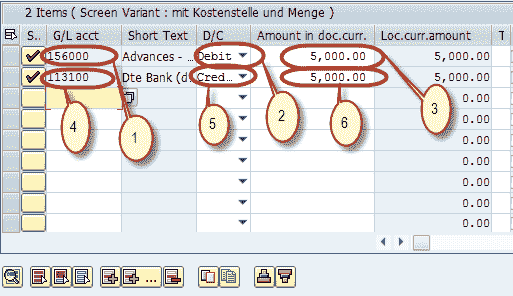 2 Items ( Screen Variant : mit Kostenstelle und Menge )
S.. G/L acct Short Text D/C Amount in doc.curr. Loc.curr.amount T
156000 Advances - ... Debit 5,000.00 5,000.00
113100 Dte Bank (d Cred... 5,000.00 5,000.00
0.00
0.00
0.00
0.00
0.00
0.00
0.00
4 1 5 2 6 3
...